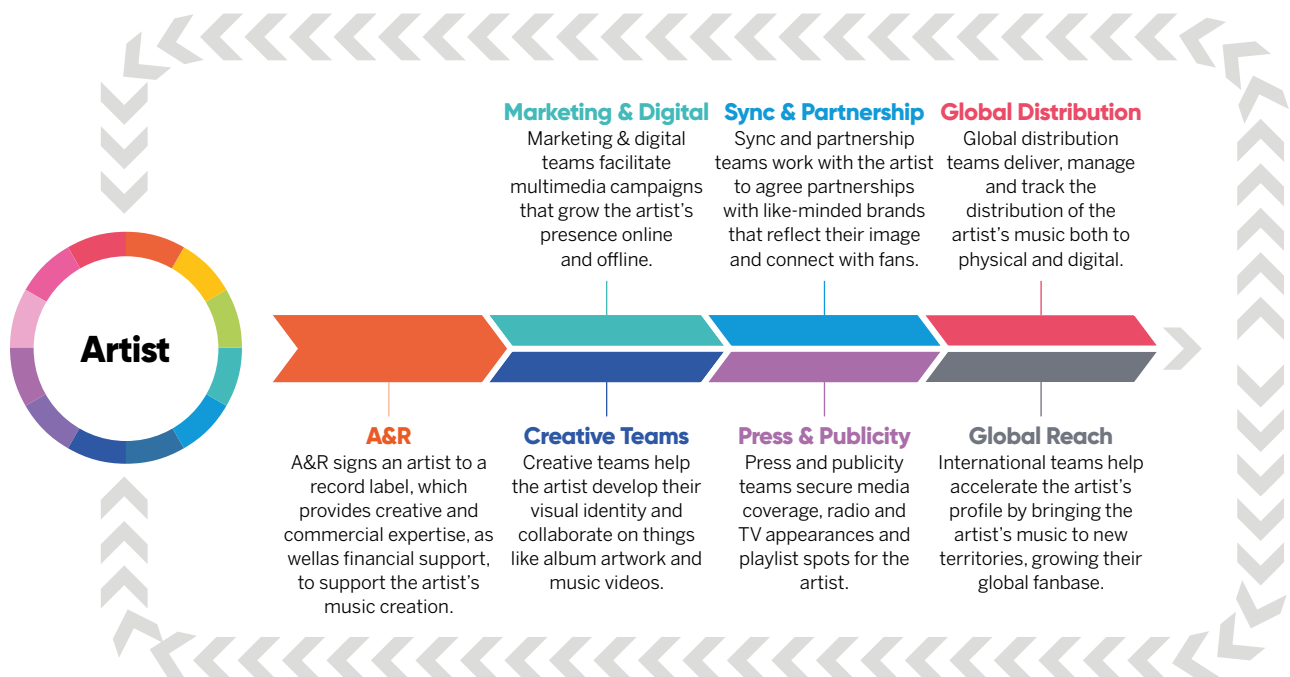 Marketing & Digital
Marketing & digital
teams facilitate
multimedia campaigns
that grow the artist's
presence online
and offline.
Sync & Partnership
Sync and partnership
teams work with the artist
to agree partnerships
with like-minded brands
that reflect their image
and connect with fans.
Global Distribution
Global distribution
teams deliver, manage
and track the
distribution of the
artist's music both to
physical and digital.
Artist
A&R
A&R signs an artist to a
record label, which
provides creative and
commercial expertise, as
wellas financial support,
to support the artist's
music creation.
Creative Teams
Creative teams help
the artist develop their
visual identity and
collaborate on things
like album artwork and
music videos.
Press & Publicity
Press and publicity
teams secure media
coverage, radio and
TV appearances and
playlist spots for the
artist.
Global Reach
International teams help
accelerate the artist's
profile by bringing the
artist's music to new
territories, growing their
global fanbase.